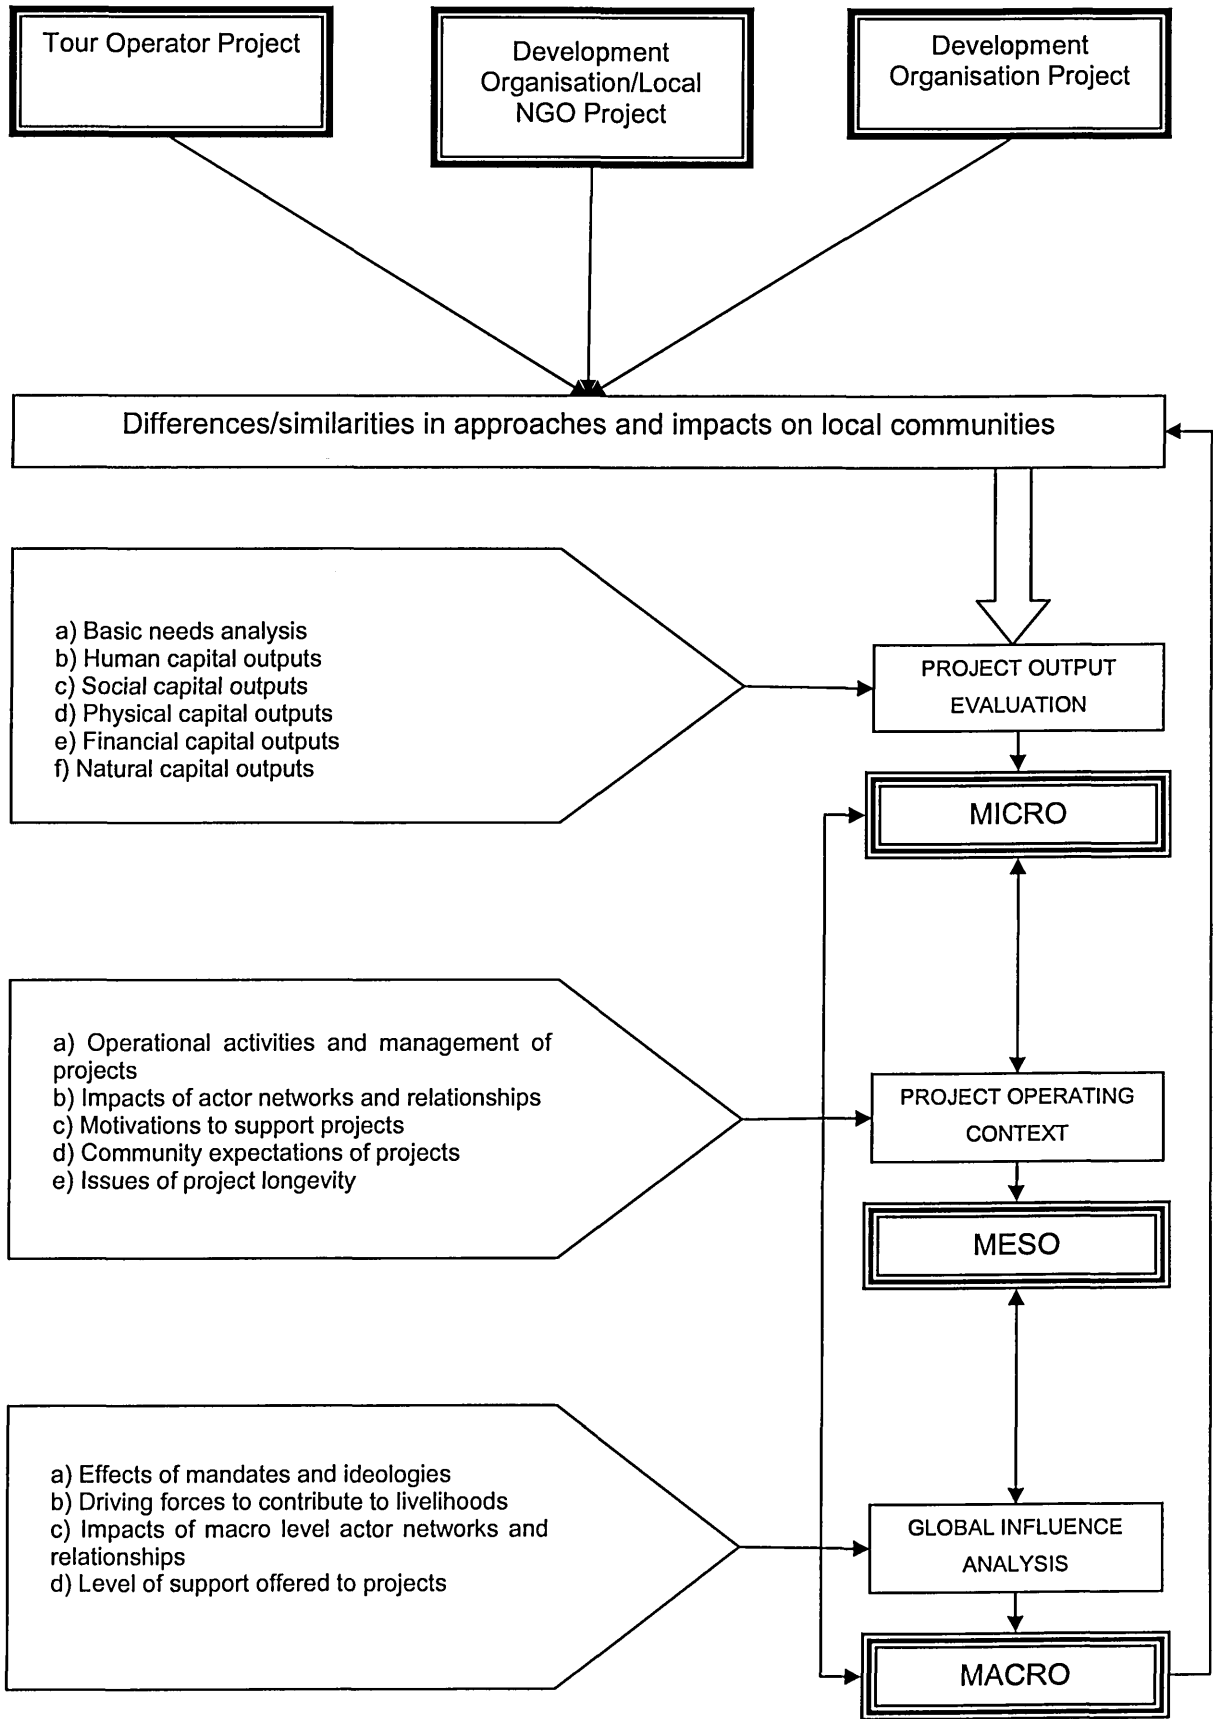 Tour Operator Project
Development
Organisation/Local
NGO Project
Development
Organisation Project
Differences/similarities in approaches and impacts on local communities
a) Basic needs analysis
b) Human capital outputs
c) Social capital outputs
d) Physical capital outputs
e) Financial capital outputs
f) Natural capital outputs
PROJECT OUTPUT
EVALUATION
MICRO
a) Operational activities and management of
projects
b) Impacts of actor networks and relationships
c) Motivations to support projects
d) Community expectations of projects
e) Issues of project longevity
PROJECT OPERATING
CONTEXT
MESO
a) Effects of mandates and ideologies
b) Driving forces to contribute to livelihoods
c) Impacts of macro level actor networks and
relationships
d) Level of support offered to projects
GLOBAL INFLUENCE
ANALYSIS
MACRO